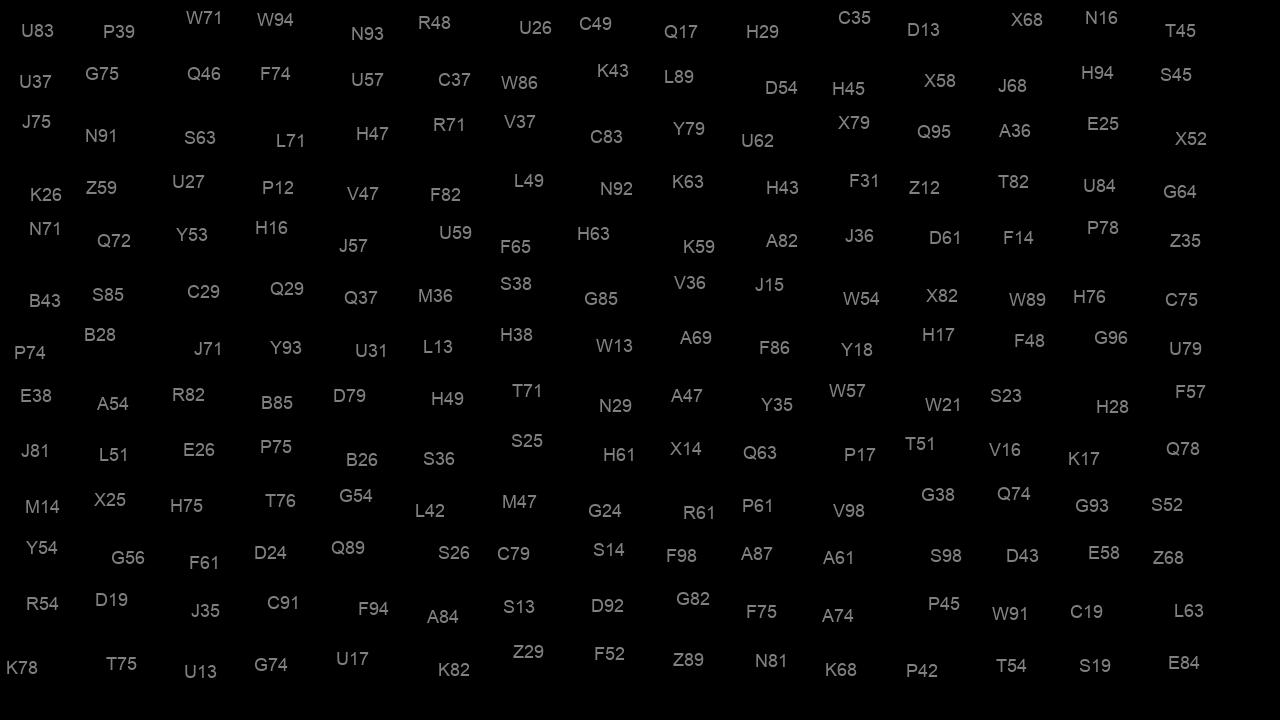 U83 P39 W71 W94 N93 R48 U26 C49 Q17 H29 C35 D13 X68 N16 T45
U37 G75 Q46 F74 U57 C37 W86 K43 L89 D54 H45 X58 J68 H94 S45
J75 N91 S63 L71 H47 R71 V37 C83 Y79 U62 X79 Q95 A36 E25 X52
K26 Z59 U27 P12 V47 F82 L49 N92 K63 H43 F31 Z12 T82 U84 G64
N71 Q72 Y53 H16 J57 U59 F65 H63 K59 A82 J36 D61 F14 P78 Z35
B43 S85 C29 Q29 Q37 M36 S38 G85 V36 J15 W54 X82 W89 H76 C75
P74 B28 J71 Y93 U31 L13 H38 W13 A69 F86 Y18 H17 F48 G96 U79
E38 A54 R82 B85 D79 H49 T71 N29 A47 Y35 W57 W21 S23 H28 F57
J81 L51 E26 P75 B26 S36 S25 H61 X14 Q63 P17 T51 V16 K17 Q78
M14 X25 H75 T76 G54 L42 M47 G24 R61 P61 V98 G38 Q74 G93 S52
Y54 G56 F61 D24 Q89 S26 C79 S14 F98 A87 A61 S98 D43 E58 Z68
R54 D19 J35 C91 F94 A84 S13 D92 G82 F75 A74 P45 W91 C19 L63
K78 T75 U13 G74 U17 K82 Z29 F52 Z89 N81 K68 P42 T54 S19 E84